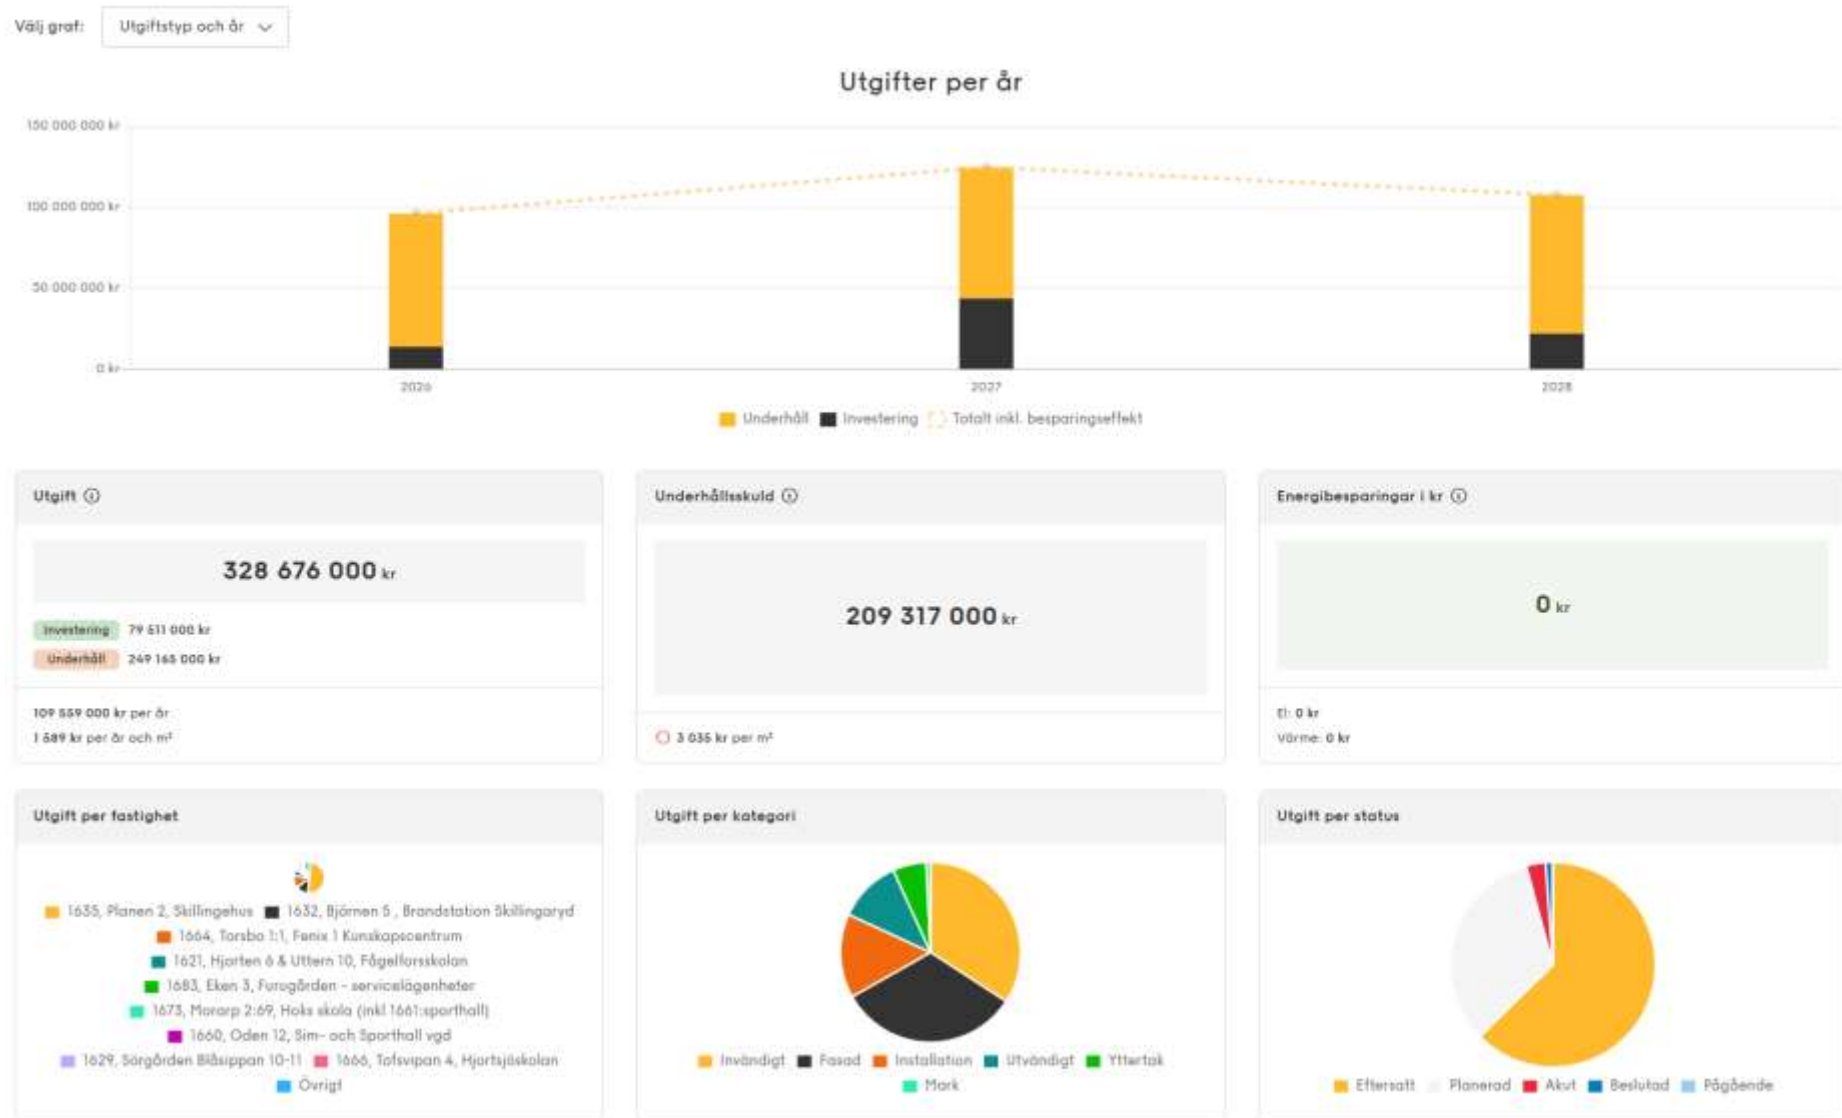 Välj graf: Utgiftstyp och år
Utgifter per år
150 000 000 kr
100 000 000 kr
50 000 000 kr
0 kr
2026 2027 2028
Underhåll Investering Totalt inkl. besparingseffekt
Utgift
328 676 000 kr
Investering 79 511 000 kr
Underhåll 249 165 000 kr
109 559 000 kr per år
1 589 kr per år och m²
Underhållsskuld
209 317 000 kr
3 035 kr per m²
Energibesparingar i kr
0 kr
El: 0 kr
Värme: 0 kr
Utgift per fastighet
1635, Planen 2, Skillingehus 1632, Björnen 5 , Brandstation Skillingaryd
1664, Torsbo 1:1, Fenix 1 Kunskapscentrum
1621, Hjorten 6 & Uttern 10, Fågelforsskolan
1683, Eken 3, Furugården - servicelägenheter
1673, Morarp 2:69, Hoks skola (inkl 1661:sporthall)
1660, Oden 12, Sim- och Sporthall vgd
1629, Sörgården Blåsippan 10-11 1666, Tofsvipan 4, Hjortsjöskolan
Övrigt
Utgift per kategori
Invändigt Fasad Installation Utvändigt Yttertak
Mark
Utgift per status
Eftersatt Planerad Akut Beslutad Pågående